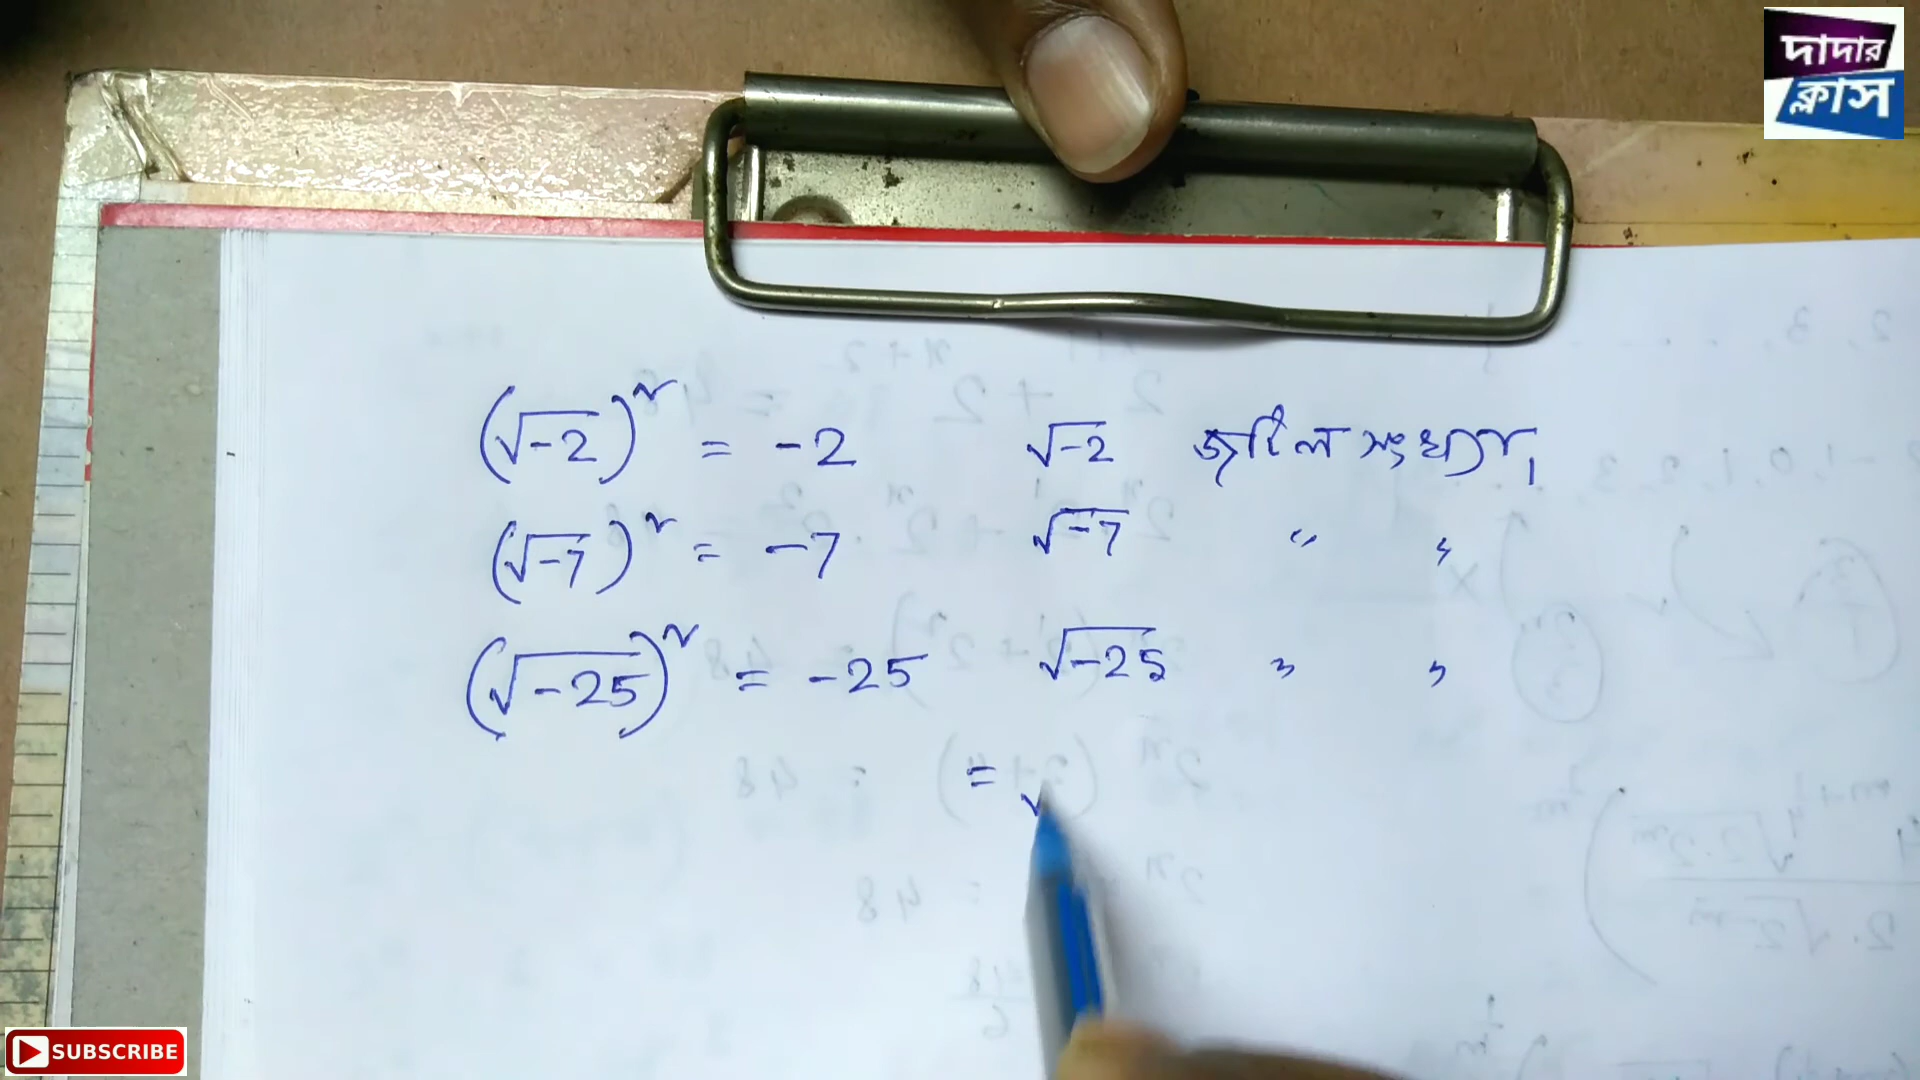 দাদার
ক্লাস
(√-2)² = -2 √-2 জটিল সংখ্যা,
(√-7)² = -7 √-7 " "
(√-25)² = -25 √-25 " "
= √
SUBSCRIBE